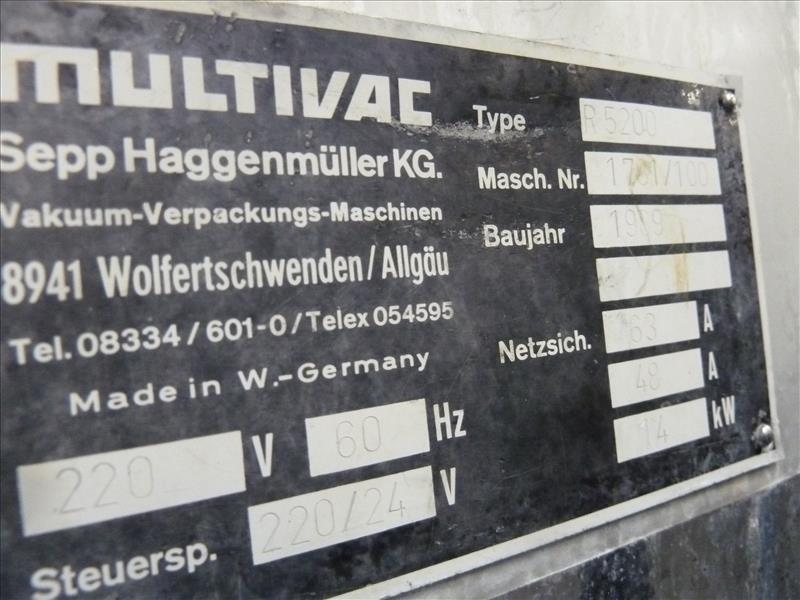 MULTIVAC
Sepp Haggenmüller KG.
Vakuum-Verpackungs-Maschinen
8941 Wolfertschwenden/Allgäu
Tel. 08334/601-0/Telex 054595
Made in W.-Germany
220 V 60 Hz
Steuersp. 220/24 V
Type R 5200
Masch. Nr.
Baujahr
Netzsich. 63 A
48 A
14 kW